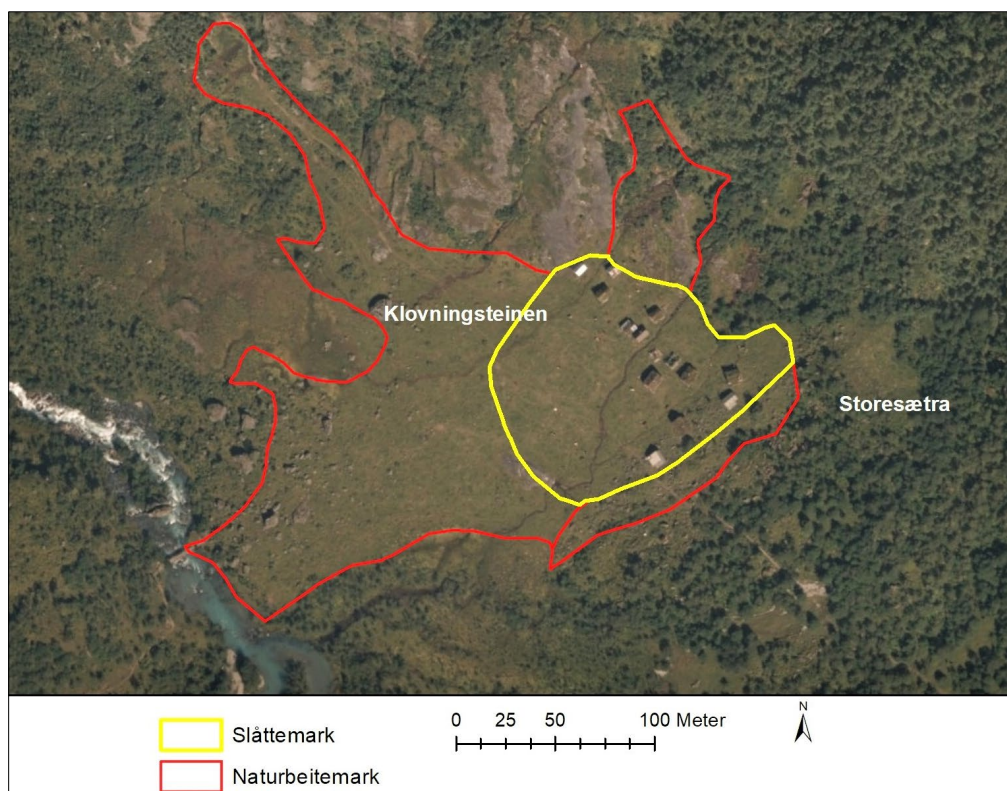 Klovningsteinen
Storesætra
Slåttemark
Naturbeitemark
0 25 50 100 Meter
N